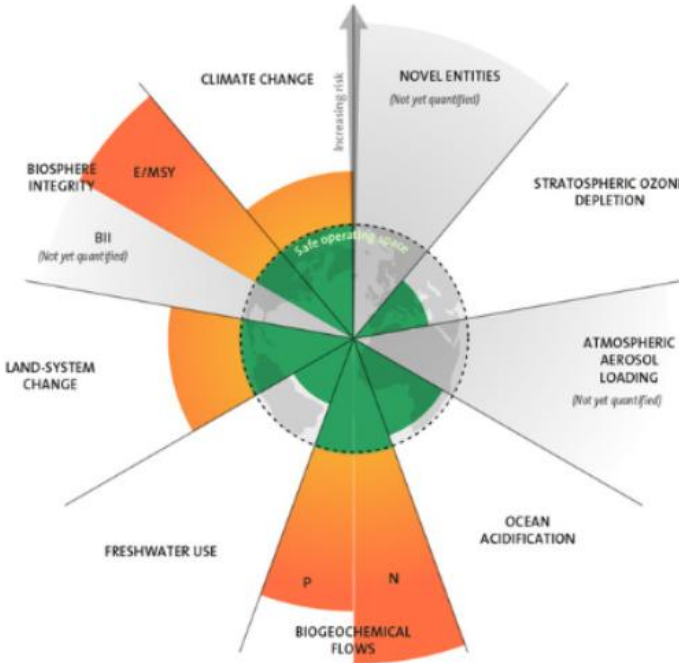 CLIMATE CHANGE
Increasing risk
NOVEL ENTITIES
(Not yet quantified)
STRATOSPHERIC OZONE
DEPLETION
ATMOSPHERIC
AEROSOL
LOADING
(Not yet quantified)
OCEAN
ACIDIFICATION
N
P
BIOGEOCHEMICAL
FLOWS
FRESHWATER USE
LAND-SYSTEM
CHANGE
BIOSPHERE
INTEGRITY
E/MSY
BII
(Not yet quantified)
Safe operating space